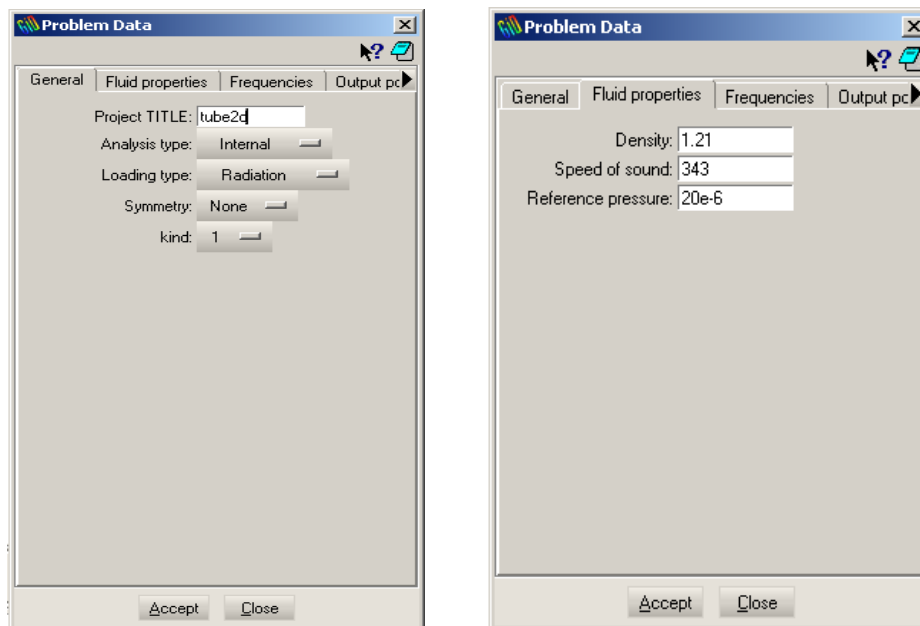 Problem Data
General Fluid properties Frequencies Output po
Project TITLE: tube2d
Analysis type: Internal
Loading type: Radiation
Symmetry: None
kind: 1
Accept Close
Problem Data
General Fluid properties Frequencies Output po
Density: 1.21
Speed of sound: 343
Reference pressure: 20e-6
Accept Close